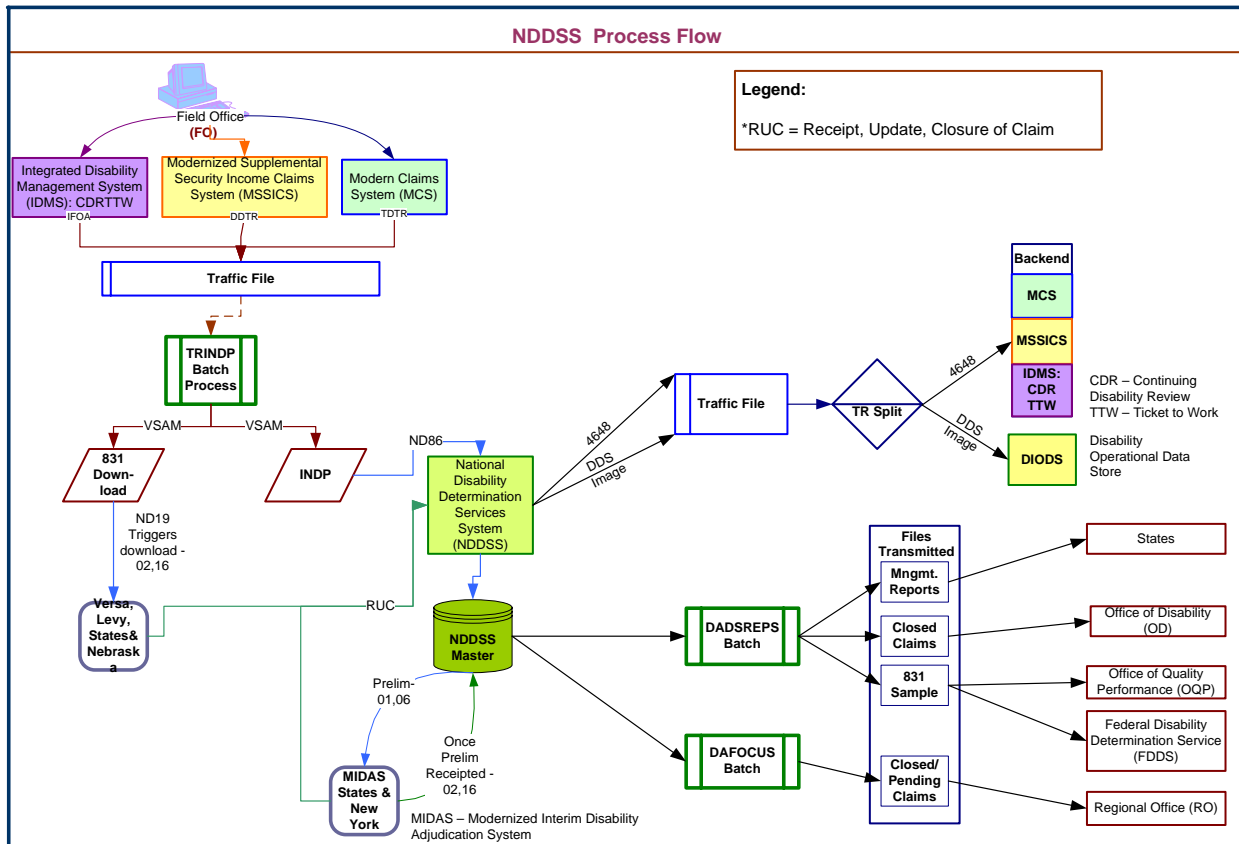 NDDSS Process Flow
Legend:
*RUC = Receipt, Update, Closure of Claim
Field Office
(FO)
Integrated Disability
Management System
(IDMS): CDRTTW
IFOA
Modernized Supplemental
Security Income Claims
System (MSSICS)
DDTR
Modern Claims
System (MCS)
TDTR
Traffic File
TRINDP
Batch
Process
VSAM
VSAM
831
Down-
load
INDP
ND86
ND19
Triggers
download -
02,16
Versa,
Levy,
States&
Nebrask
a
RUC
National
Disability
Determination
Services
System
(NDDSS)
4648
DDS
Image
Traffic File
TR Split
4648
DDS
Image
Backend
MCS
MSSICS
IDMS:
CDR
TTW
CDR – Continuing
Disability Review
TTW – Ticket to Work
DIODS
Disability
Operational Data
Store
NDDSS
Master
Prelim-
01,06
Once
Prelim
Receipted -
02,16
MIDAS
States &
New
York
MIDAS – Modernized Interim Disability
Adjudication System
DADSREPS
Batch
DAFOCUS
Batch
Files
Transmitted
Mngmt.
Reports
Closed
Claims
831
Sample
Closed/
Pending
Claims
States
Office of Disability
(OD)
Office of Quality
Performance (OQP)
Federal Disability
Determination Service
(FDDS)
Regional Office (RO)